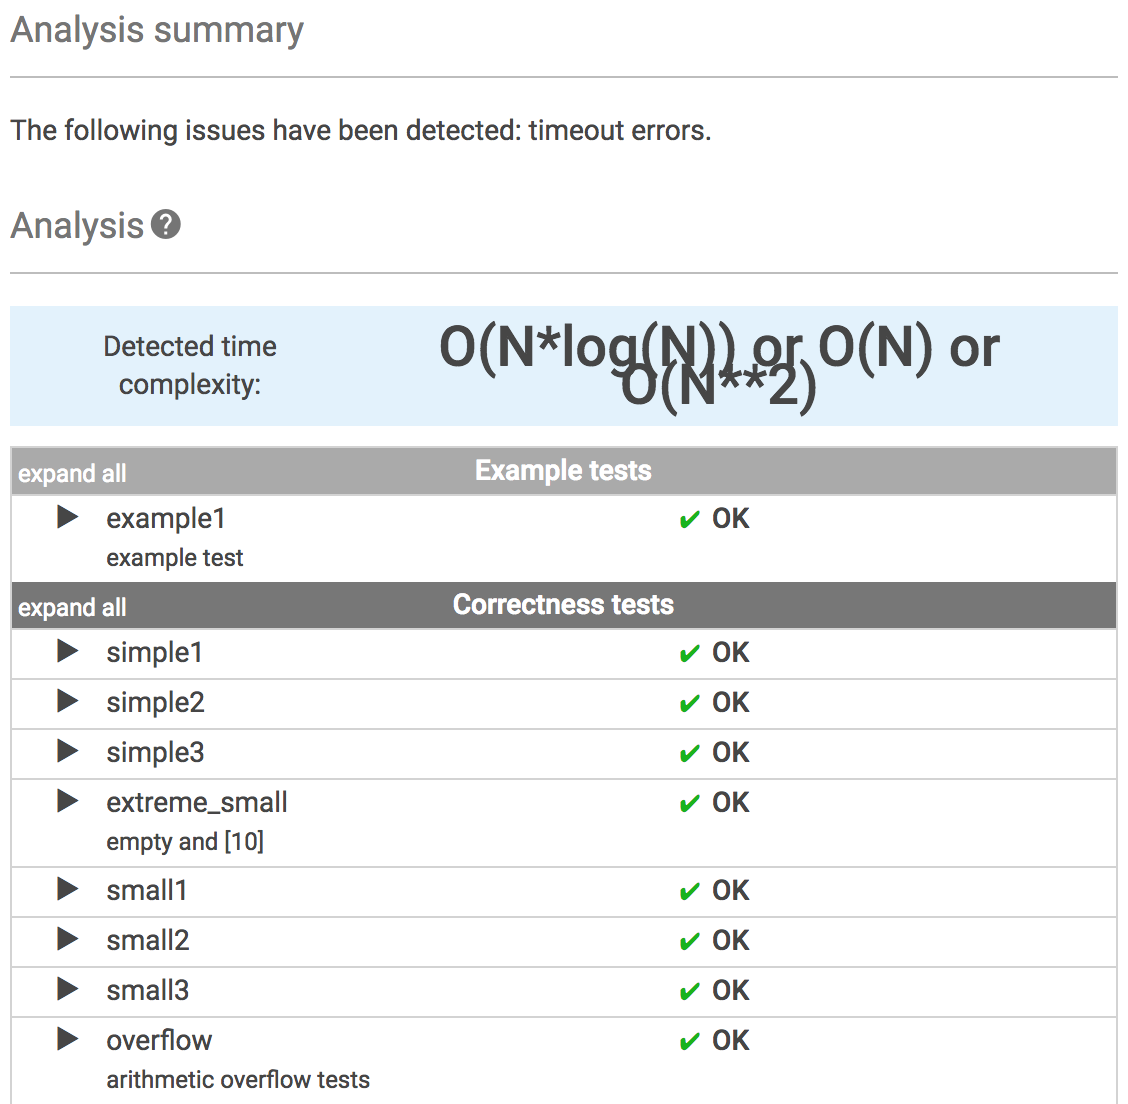 Analysis summary
The following issues have been detected: timeout errors.
Analysis ?
Detected time
complexity:
O(N*log(N)) or O(N) or
O(N**2)
expand all Example tests
example1 ✔ OK
example test
expand all Correctness tests
simple1 ✔ OK
simple2 ✔ OK
simple3 ✔ OK
extreme_small ✔ OK
empty and [10]
small1 ✔ OK
small2 ✔ OK
small3 ✔ OK
overflow ✔ OK
arithmetic overflow tests